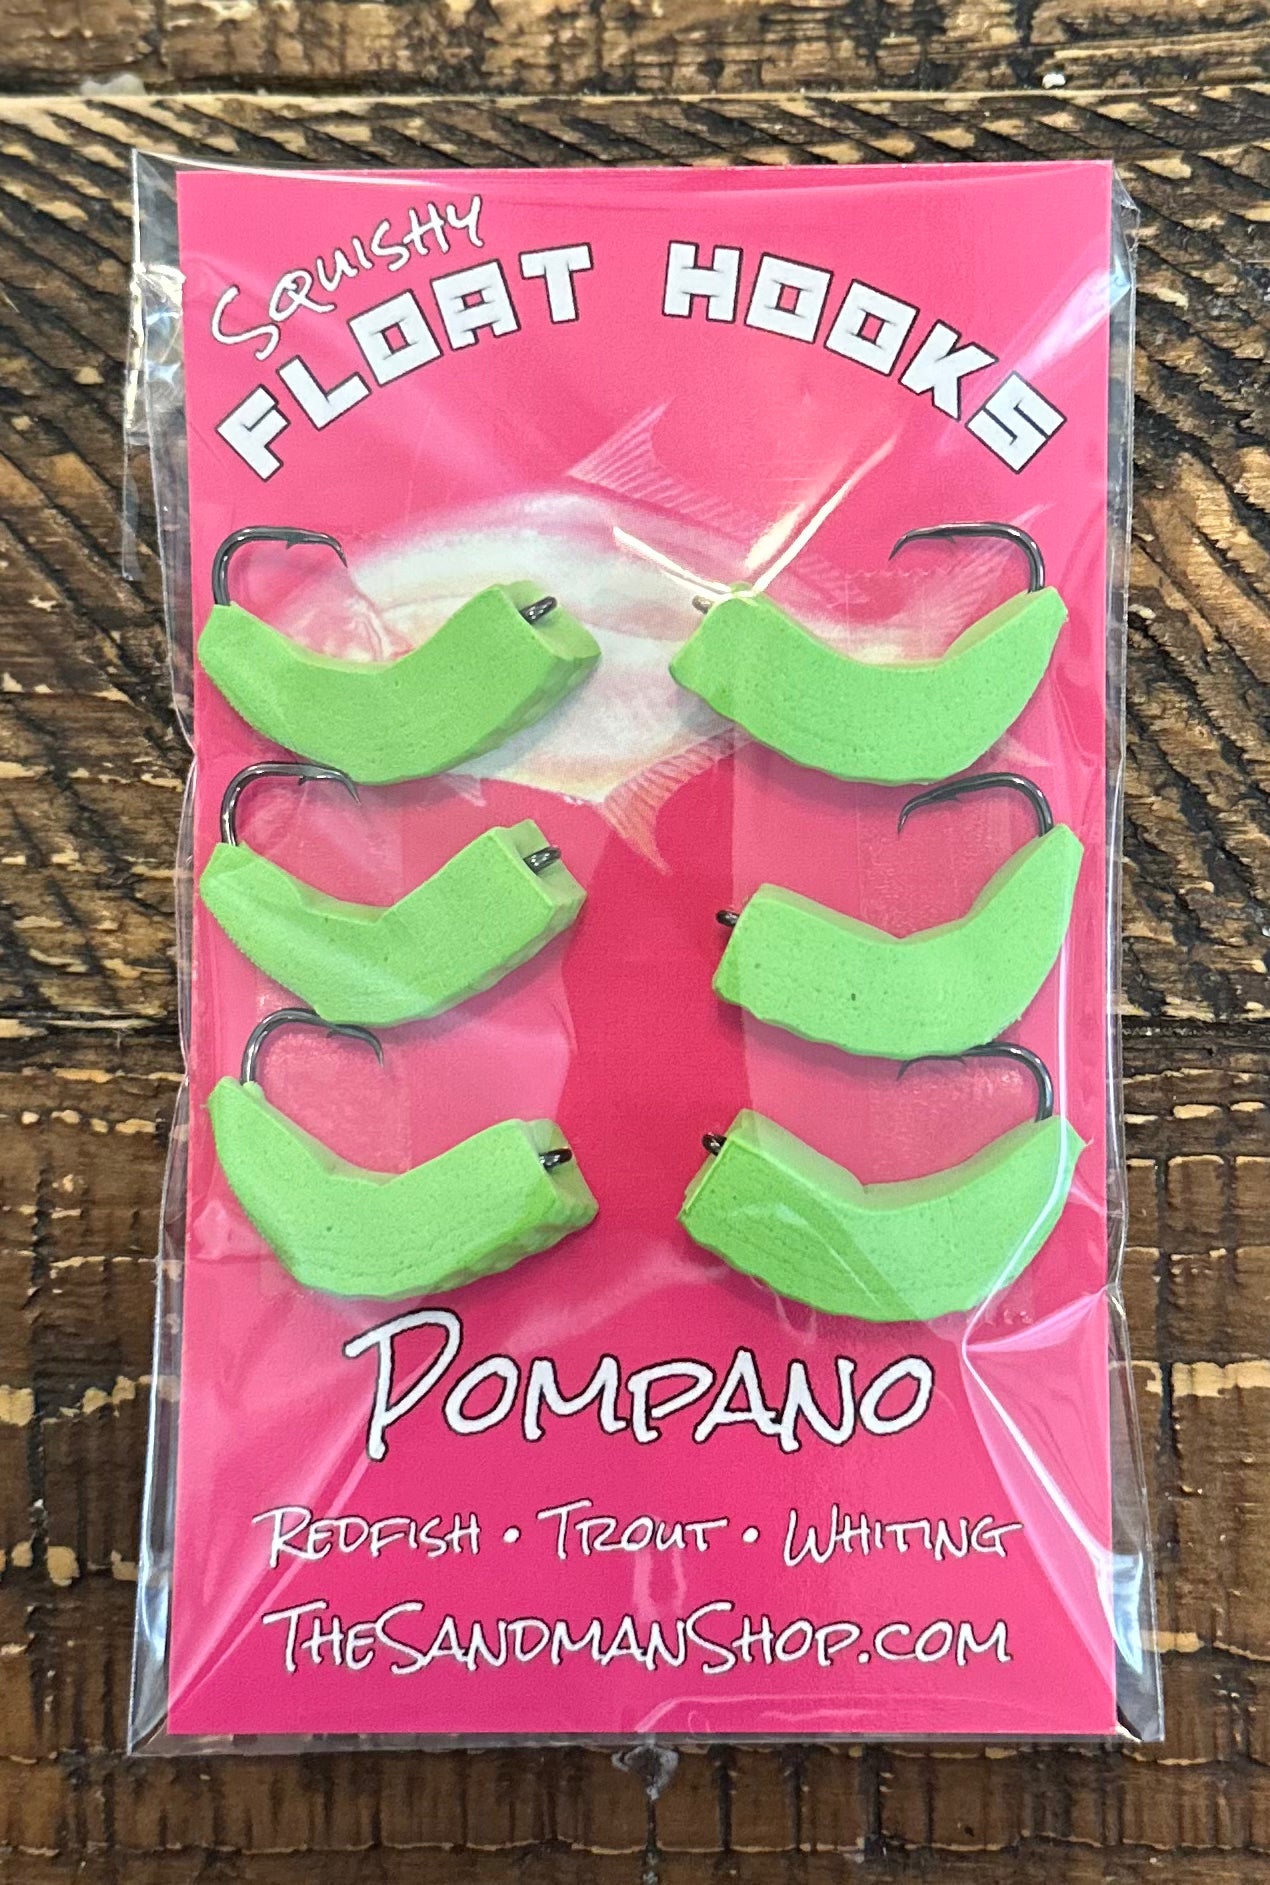 Squishy
FLOAT HOOKS
Pompano
Redfish • Trout • Whiting
TheSandmanShop.com